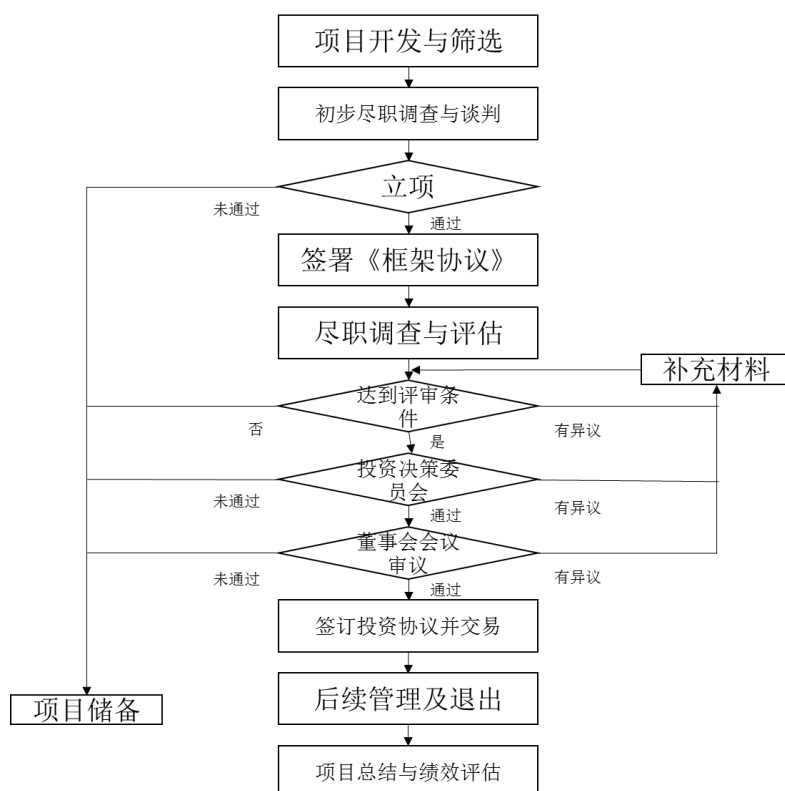 项目开发与筛选
初步尽职调查与谈判
立项
未通过
通过
签署《框架协议》
尽职调查与评估
补充材料
达到评审条
件
否
是
有异议
投资决策委
员会
未通过
通过
有异议
董事会会议
审议
未通过
通过
有异议
签订投资协议并交易
后续管理及退出
项目储备
项目总结与绩效评估